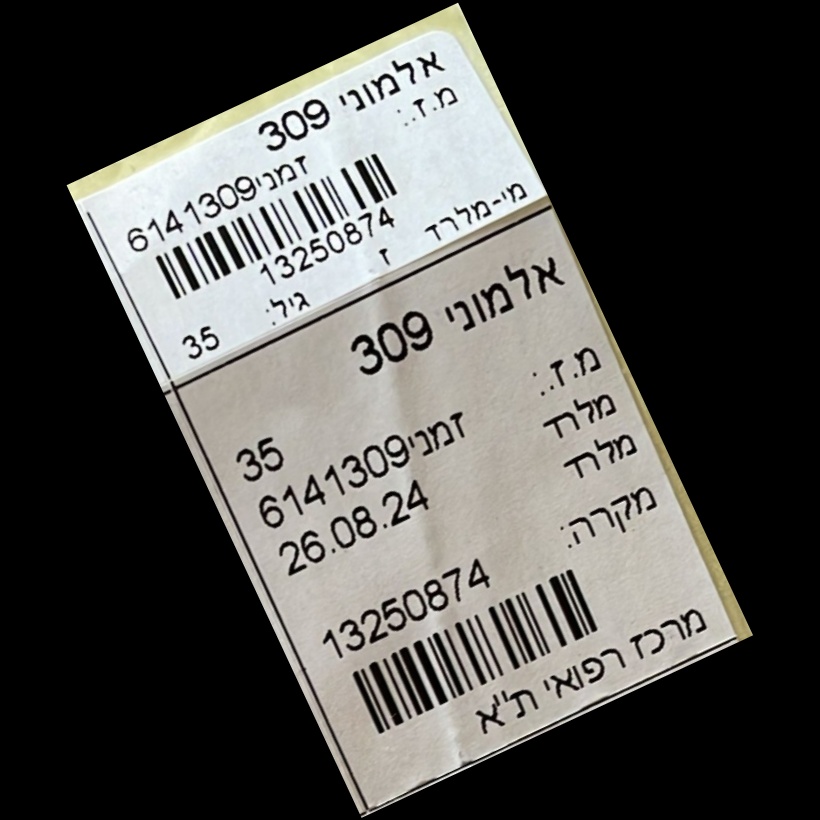 אלמוני 309
מ.ז.:
זמני6141309
13250874
מי-מלרד ז גיל: 35
אלמוני 309
מ.ז.:
35
מלרד זמני6141309
מלרד 26.08.24
מקרה:
13250874
מרכז רפואי ת"א